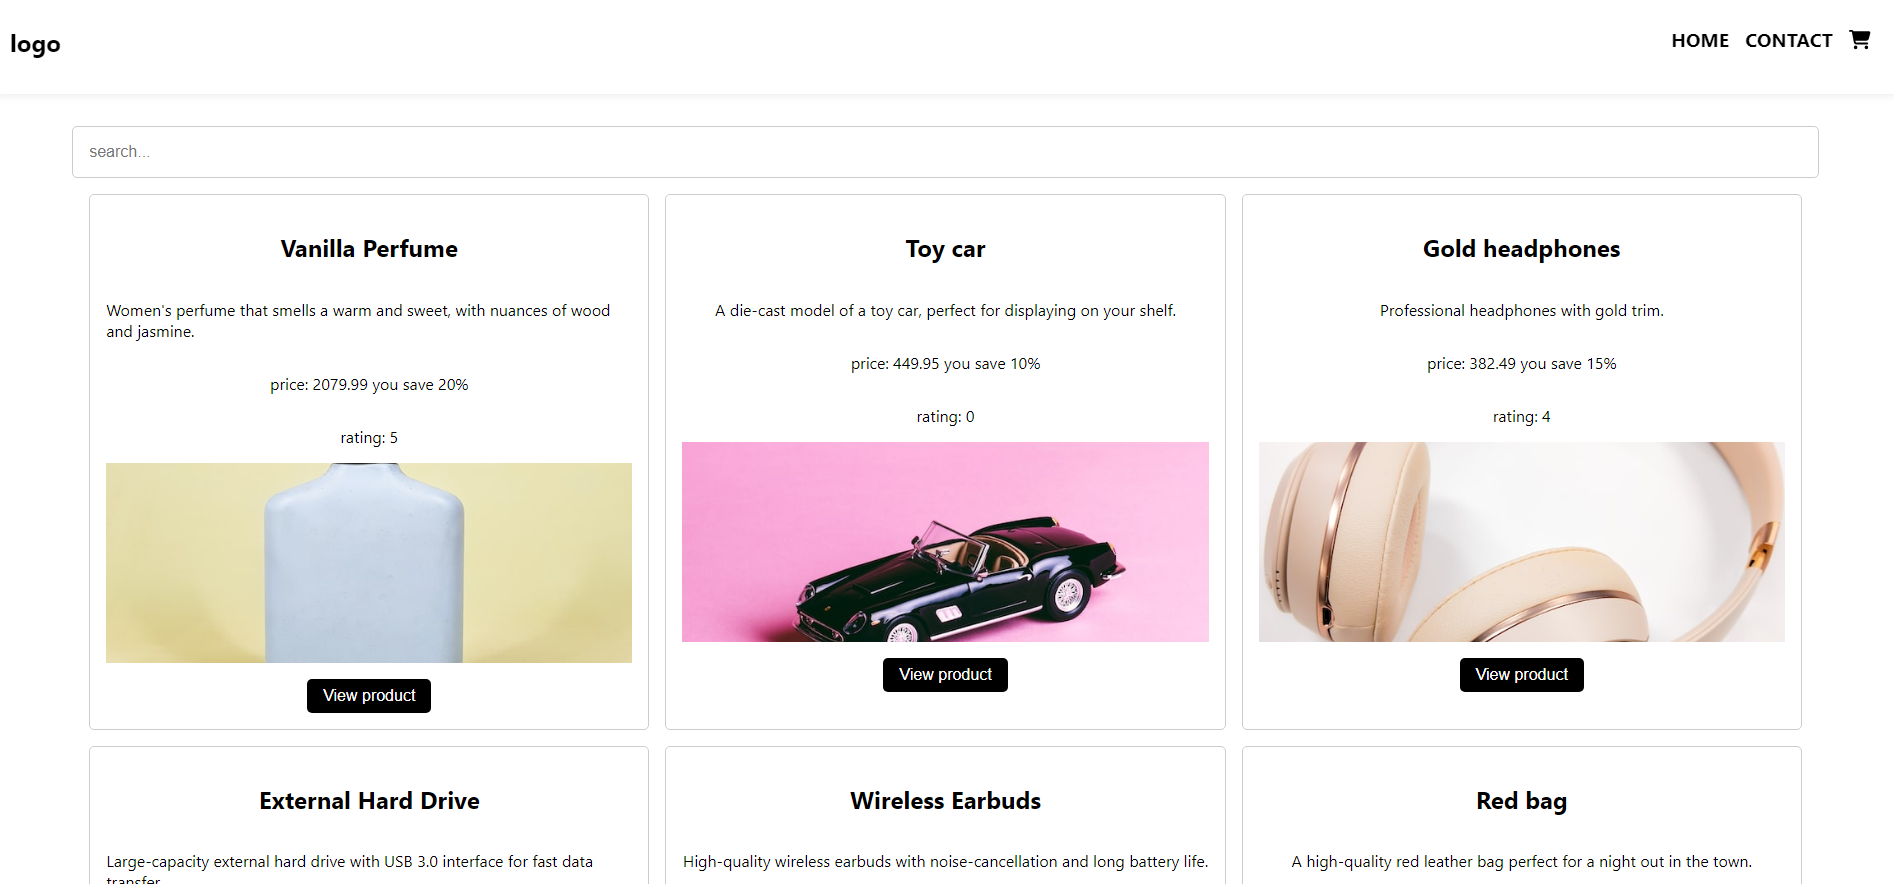 logo
HOME CONTACT
search...
Vanilla Perfume
Women's perfume that smells a warm and sweet, with nuances of wood
and jasmine.
price: 2079.99 you save 20%
rating: 5
View product
Toy car
A die-cast model of a toy car, perfect for displaying on your shelf.
price: 449.95 you save 10%
rating: 0
View product
Gold headphones
Professional headphones with gold trim.
price: 382.49 you save 15%
rating: 4
View product
External Hard Drive
Large-capacity external hard drive with USB 3.0 interface for fast data
transfer
Wireless Earbuds
High-quality wireless earbuds with noise-cancellation and long battery life.
Red bag
A high-quality red leather bag perfect for a night out in the town.